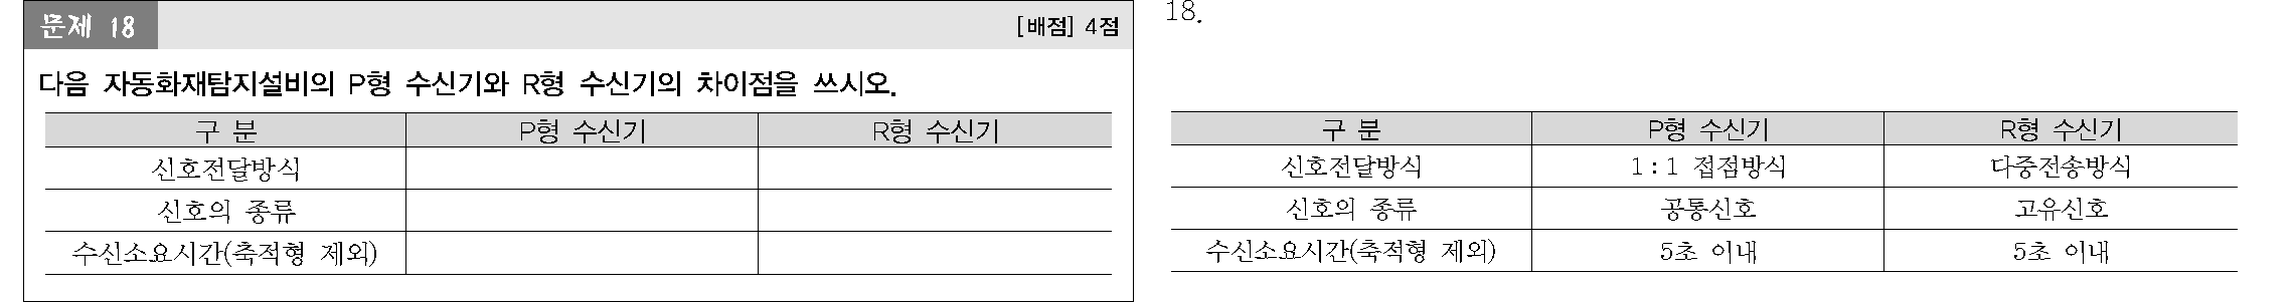 문제 18 [배점] 4점
다음 자동화재탐지설비의 P형 수신기와 R형 수신기의 차이점을 쓰시오.
구 분 P형 수신기 R형 수신기
신호전달방식
신호의 종류
수신소요시간(축적형 제외)
18.
구 분 P형 수신기 R형 수신기
신호전달방식 1:1 접점방식 다중전송방식
신호의 종류 공통신호 고유신호
수신소요시간(축적형 제외) 5초 이내 5초 이내